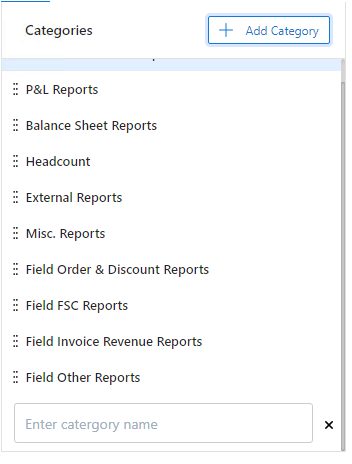 Categories
+ Add Category
P&L Reports
Balance Sheet Reports
Headcount
External Reports
Misc. Reports
Field Order & Discount Reports
Field FSC Reports
Field Invoice Revenue Reports
Field Other Reports
Enter catergory name